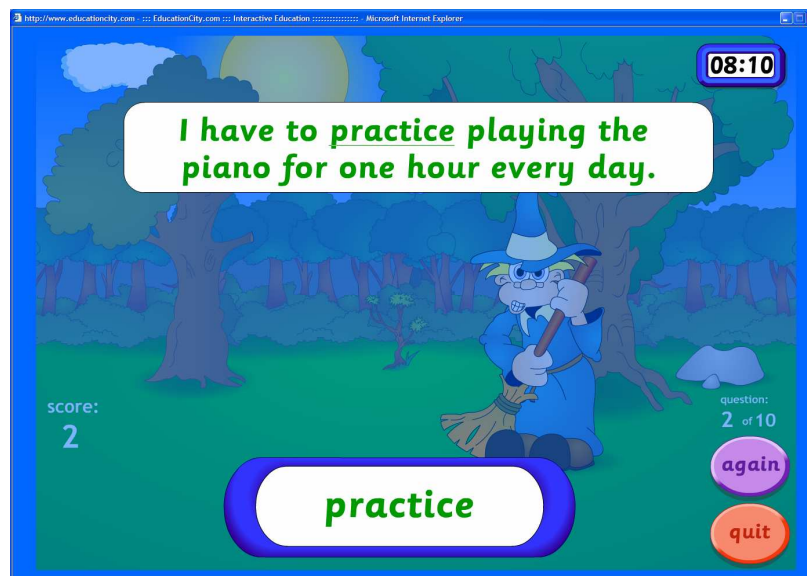 http://www.educationcity.com - ::: EducationCity.com ::: Interactive Education :::::::::::::::: - Microsoft Internet Explorer
08:10
I have to practice playing the
piano for one hour every day.
score:
2
question:
2 of 10
again
practice
quit